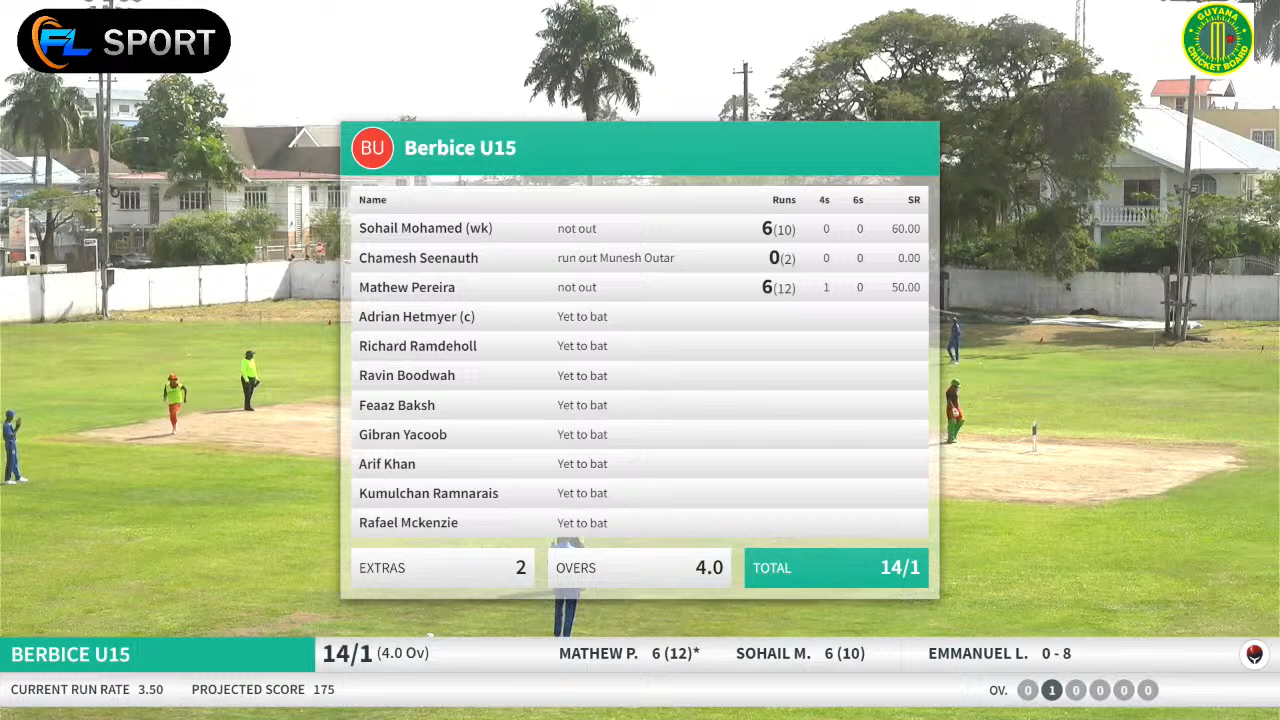 FL SPORT
GUYANA
CRICKET BOARD
BU Berbice U15
Name Runs 4s 6s SR
Sohail Mohamed (wk) not out 6(10) 0 0 60.00
Chamesh Seenauth run out Munesh Outar 0(2) 0 0 0.00
Mathew Pereira not out 6(12) 1 0 50.00
Adrian Hetmyer (c) Yet to bat
Richard Ramdeholl Yet to bat
Ravin Boodwah Yet to bat
Feaaz Baksh Yet to bat
Gibran Yacoob Yet to bat
Arif Khan Yet to bat
Kumulchan Ramnarais Yet to bat
Rafael Mckenzie Yet to bat
EXTRAS 2 OVERS 4.0 TOTAL 14/1
BERBICE U15 14/1 (4.0 Ov) MATHEW P. 6 (12)* SOHAIL M. 6 (10) EMMANUEL L. 0 - 8
CURRENT RUN RATE 3.50 PROJECTED SCORE 175 OV. 0 1 0 0 0 0